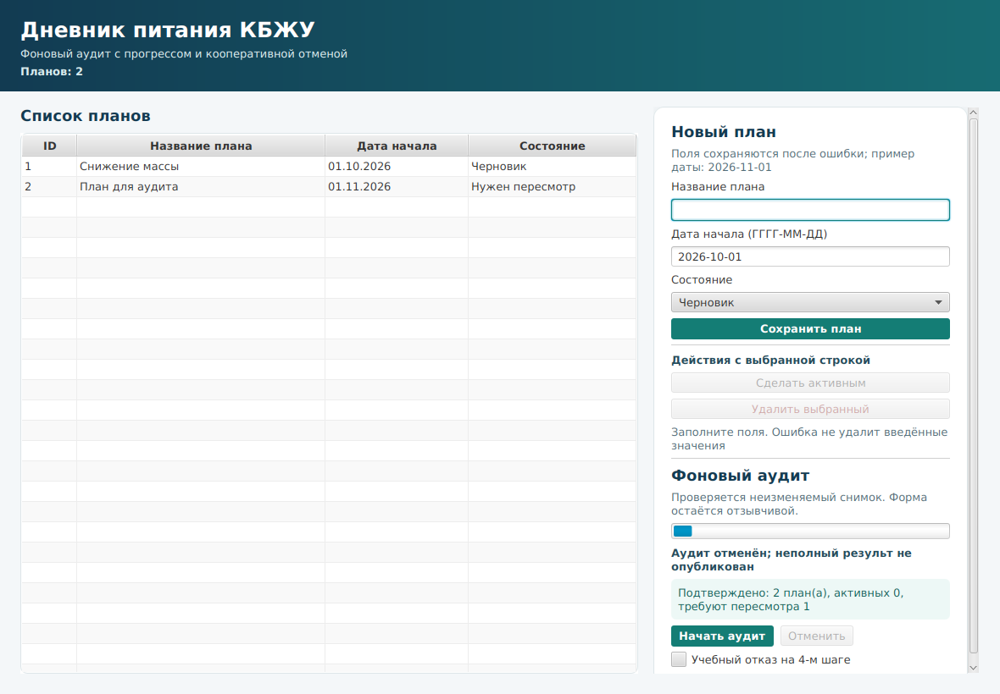 Дневник питания КБЖУ
Фоновый аудит с прогрессом и кооперативной отменой
Планов: 2
Список планов
ID Название плана Дата начала Состояние
1 Снижение массы 01.10.2026 Черновик
2 План для аудита 01.11.2026 Нужен пересмотр
Новый план
Поля сохраняются после ошибки; пример
даты: 2026-11-01
Название плана
Дата начала (ГГГГ-ММ-ДД)
2026-10-01
Состояние
Черновик
Сохранить план
Действия с выбранной строкой
Сделать активным
Удалить выбранный
Заполните поля. Ошибка не удалит введённые
значения
Фоновый аудит
Проверяется неизменяемый снимок. Форма
остаётся отзывчивой.
Аудит отменён; неполный результ не
опубликован
Подтверждено: 2 план(а), активных 0,
требуют пересмотра 1
Начать аудит Отменить
Учебный отказ на 4-м шаге